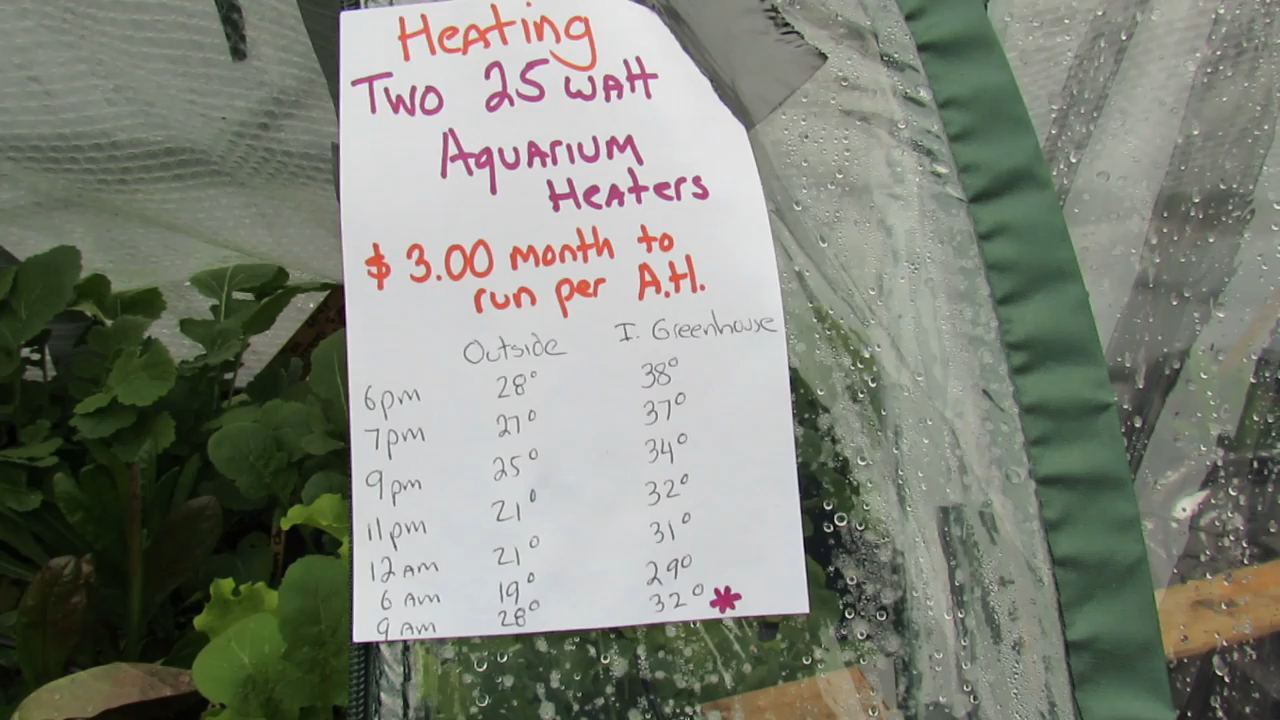 Heating
Two 25 watt
Aquarium
Heaters
$3.00 month to
run per A.H.
Outside I. Greenhouse
6pm 28° 38°
7pm 27° 37°
9pm 25° 34°
11pm 21° 32°
12 AM 21° 31°
6 AM 19° 29°
9 AM 28° 32° *